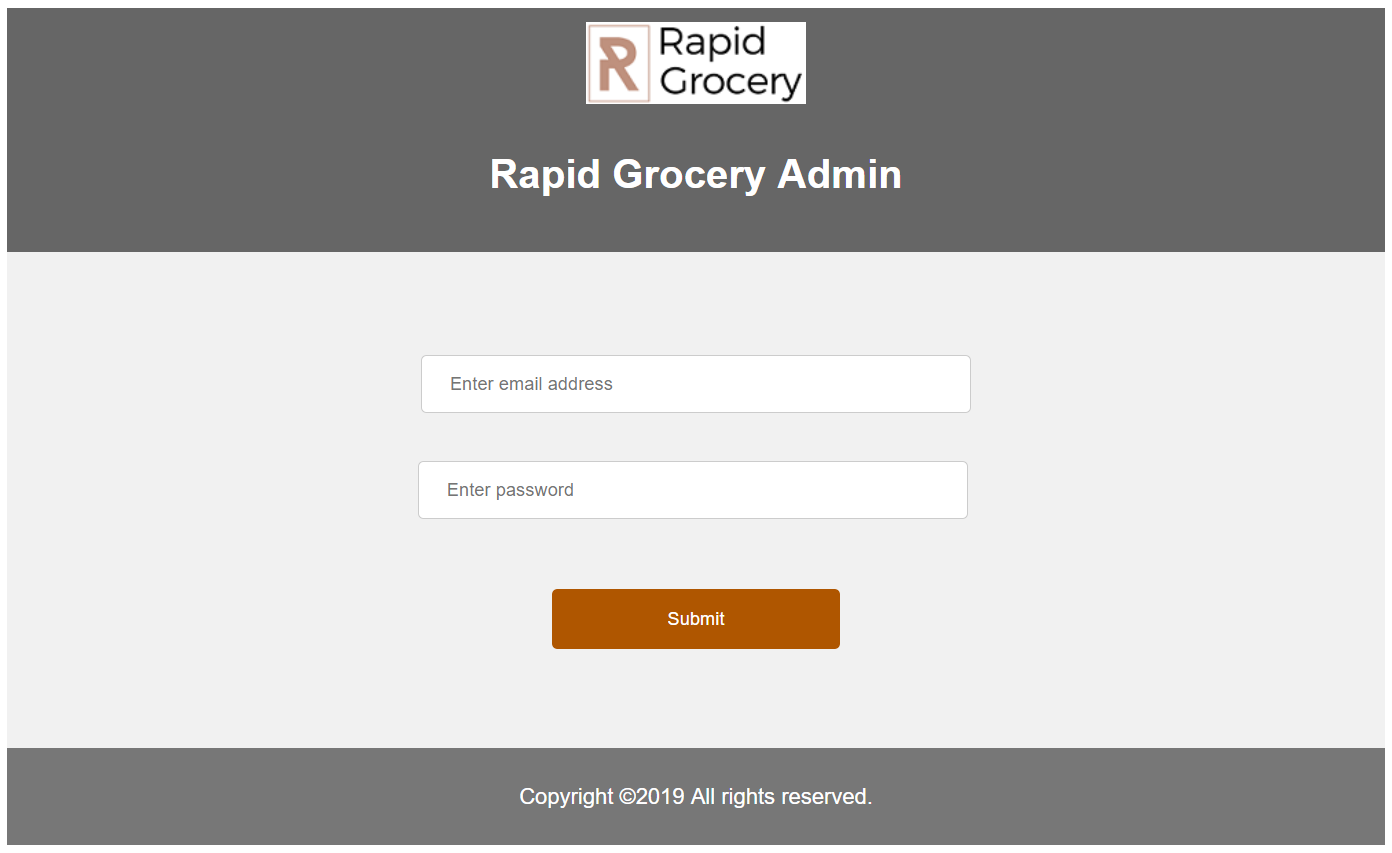 Rapid
Grocery
Rapid Grocery Admin
Enter email address
Enter password
Submit
Copyright ©2019 All rights reserved.